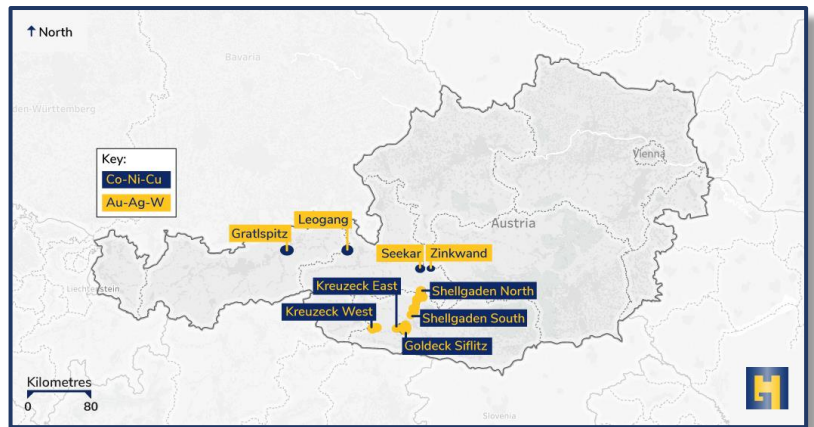 ↑ North
Bavaria
den-Württemberg
Key:
Co-Ni-Cu
Au-Ag-W
Vienna
Leogang
Gratlspitz
Austria
Seekar Zinkwand
Kreuzeck East
Shellgaden North
Liechtenstein
Kreuzeck West
Shellgaden South
Goldeck Siflitz
Kilometres
0 80
Slovenia